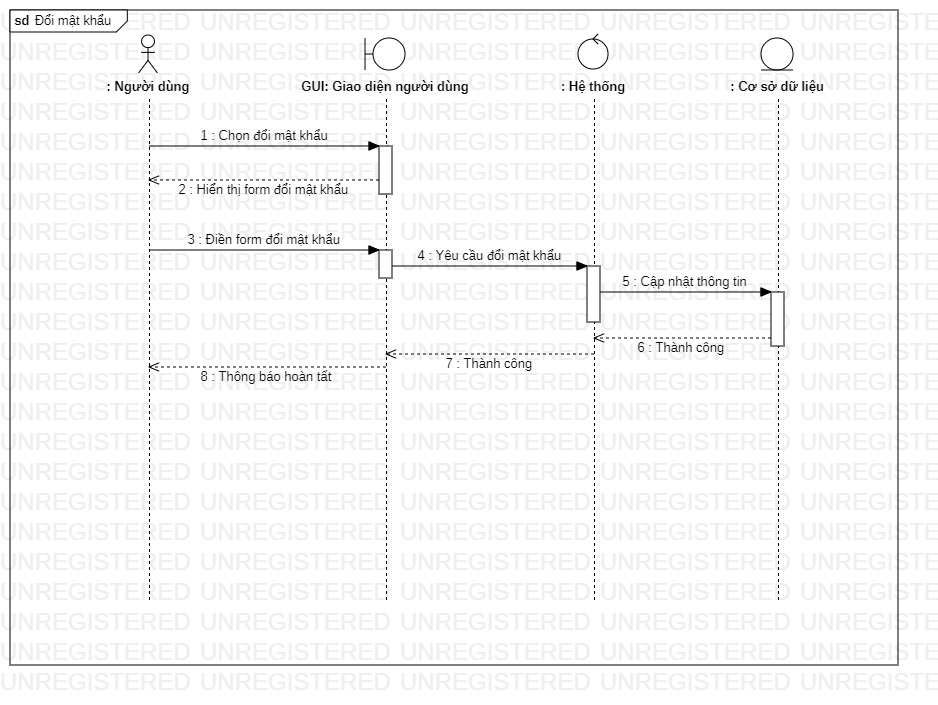 sd Đổi mật khẩu
: Người dùng
GUI: Giao diện người dùng
: Hệ thống
: Cơ sở dữ liệu
1 : Chọn đổi mật khẩu
2 : Hiển thị form đổi mật khẩu
3 : Điền form đổi mật khẩu
4 : Yêu cầu đổi mật khẩu
5 : Cập nhật thông tin
6 : Thành công
7 : Thành công
8 : Thông báo hoàn tất
UNREGISTERED UNREGISTERED UNREGISTERED UNREGISTERED UNREGISTERED